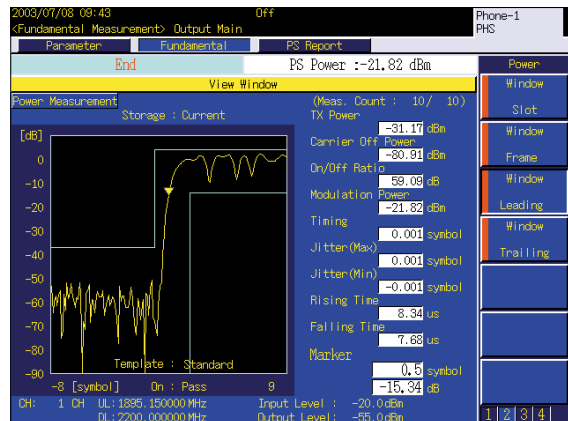 2003/07/08 09:43 Off Phone-1
<Fundamental Measurement> Output Main PHS
Parameter Fundamental PS Report
End PS Power :-21.82 dBm Power
View Window
Power Measurement (Meas. Count : 10/ 10)
Storage : Current
[dB]
0
-10
-20
-30
-40
-50
-60
-70
-80
-90
Template : Standard
-8 [symbol] On : Pass 9
TX Power
-31.17 dBm
Carrier Off Power
-80.91 dBm
On/Off Ratio
59.09 dB
Modulation Power
-21.82 dBm
Timing
0.001 symbol
Jitter(Max)
0.001 symbol
Jitter(Min)
-0.001 symbol
Rising Time
8.34 us
Falling Time
7.68 us
Marker
0.5 symbol
-15.34 dB
Window
Slot
Window
Frame
Window
Leading
Window
Trailing
CH: 1 CH UL:1895.150000MHz Input Level : -20.0dBm
DL:2200.000000MHz Output Level: -55.0dBm
1 2 3 4